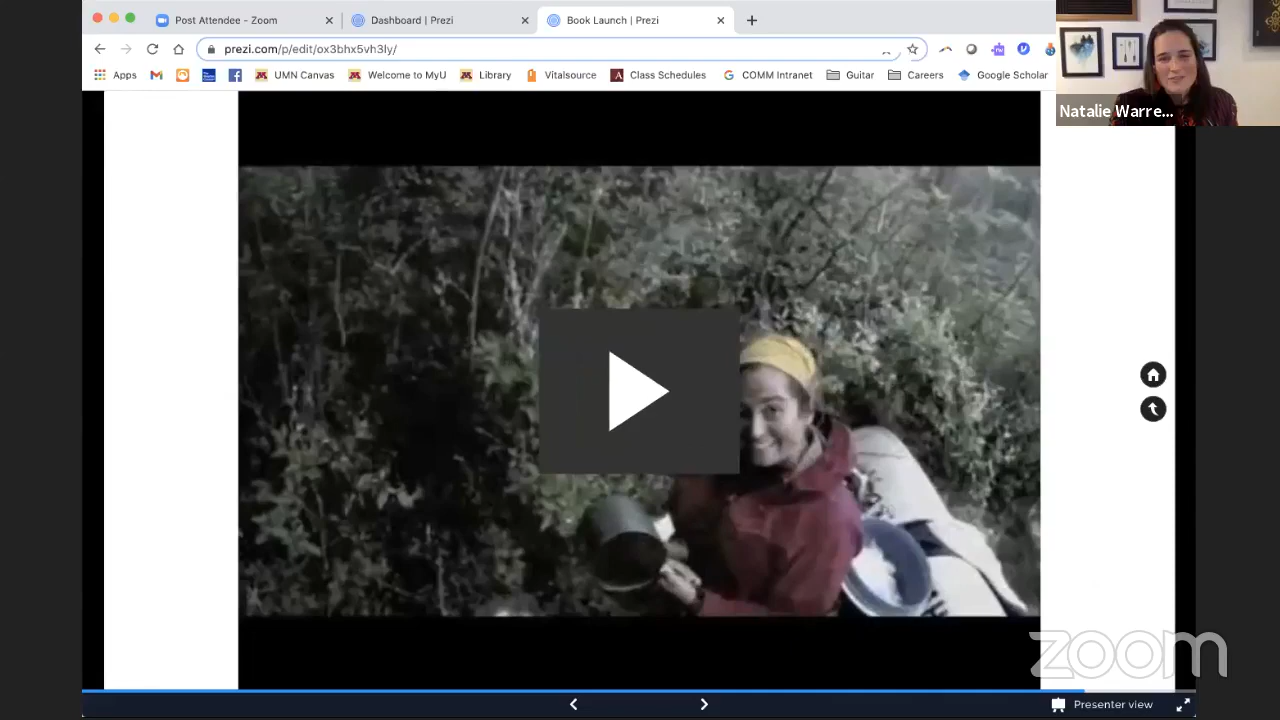 Post Attendee - Zoom
Dashboard | Prezi
Book Launch | Prezi
prezi.com/p/edit/ox3bhx5vh3ly/
Apps
UMN Canvas
Welcome to MyU
Library
Vitalsource
Class Schedules
COMM Intranet
Guitar
Careers
Google Scholar
Natalie Warre...
zoom
Presenter view